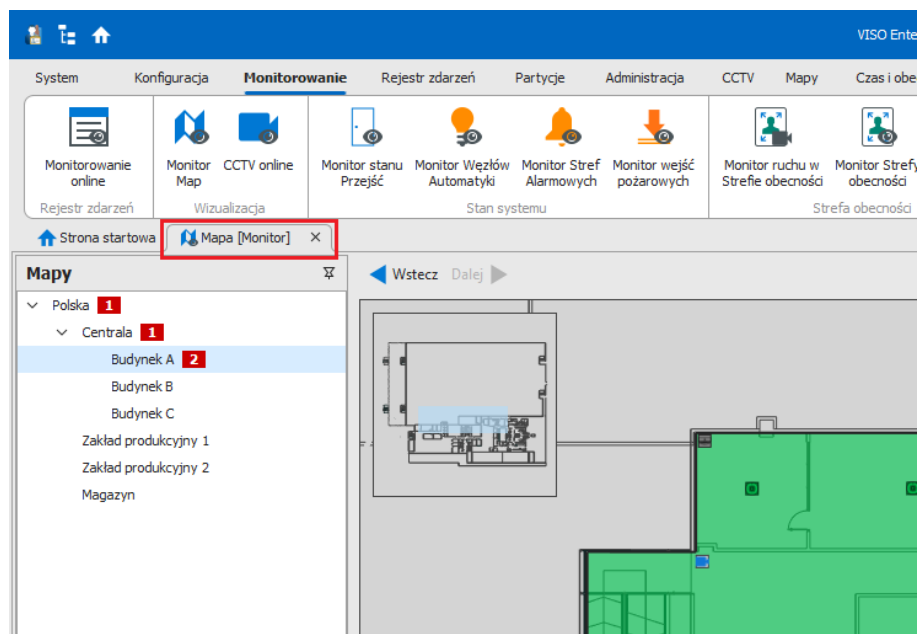 VISO Ente
System Konfiguracja Monitorowanie Rejestr zdarzeń Partycje Administracja CCTV Mapy Czas i obe
Monitorowanie online
Monitor Map
CCTV online
Monitor stanu Przejść
Monitor Węzłów Automatyki
Monitor Stref Alarmowych
Monitor wejść pożarowych
Monitor ruchu w Strefie obecności
Monitor Strefy obecności
Rejestr zdarzeń Wizualizacja Stan systemu Strefa obecności
Strona startowa Mapa [Monitor]
Mapy
Wstecz Dalej
Polska 1
Centrala 1
Budynek A 2
Budynek B
Budynek C
Zakład produkcyjny 1
Zakład produkcyjny 2
Magazyn